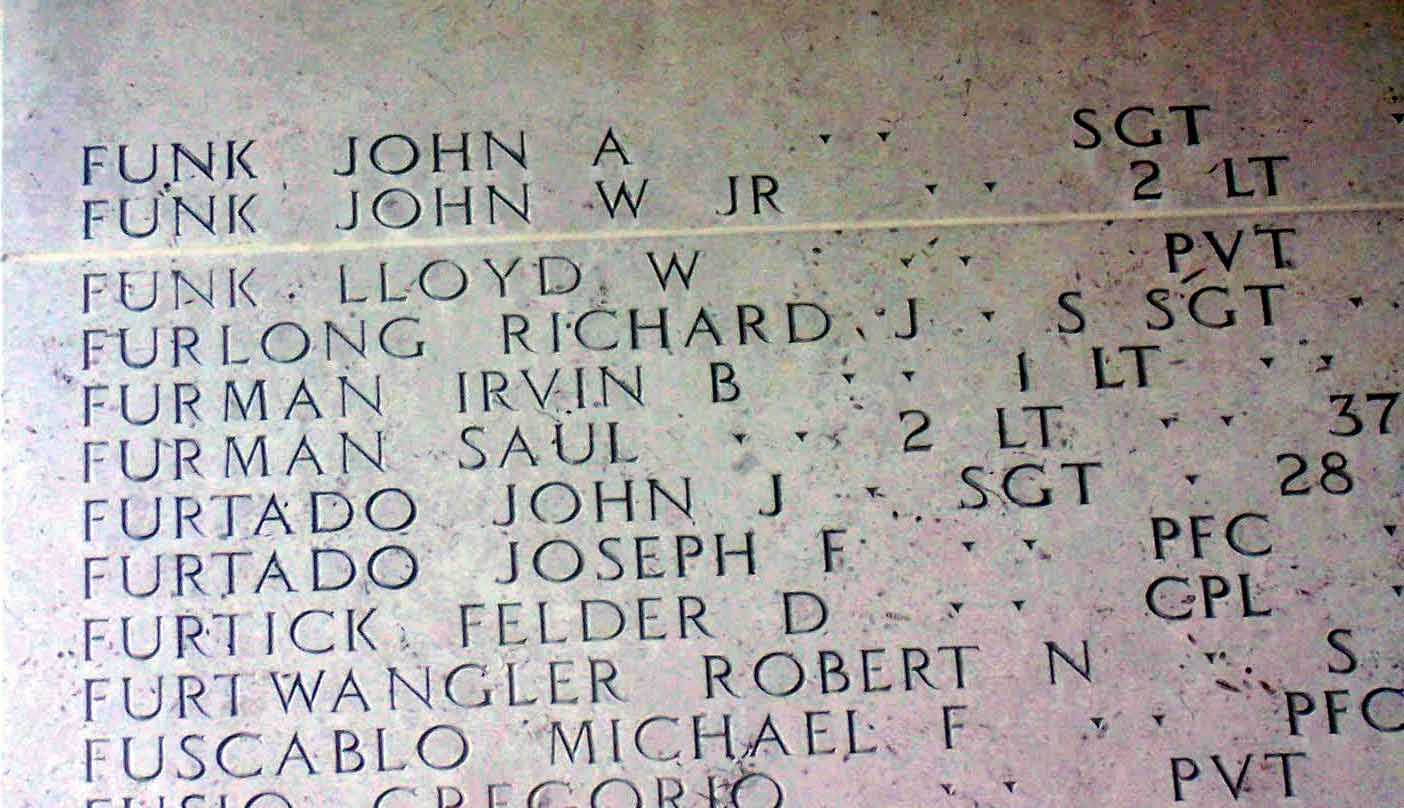 FUNK JOHN A SGT
FUNK JOHN W JR 2 LT
FUNK LLOYD W PVT
FURLONG RICHARD J S SGT
FURMAN IRVIN B 1 LT
FURMAN SAUL 2 LT 37
FURTADO JOHN J SGT 28
FURTADO JOSEPH F PFC
FURTICK FELDER D CPL
FURTWANGLER ROBERT N S
FUSCABLO MICHAEL F PFC
FUSIO GREGORIO PVT